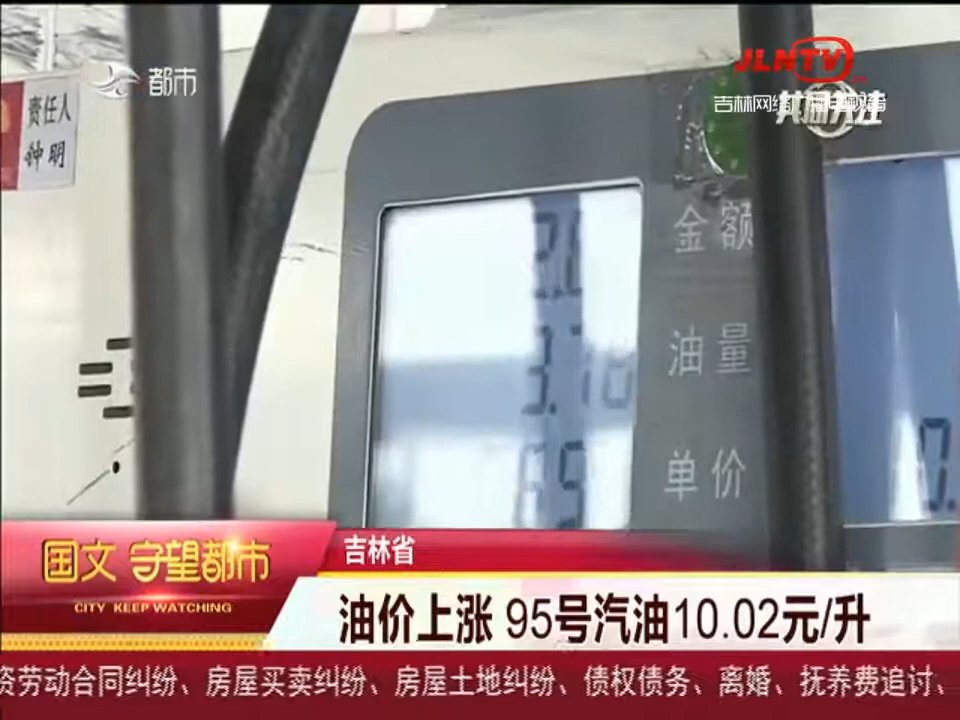 都市
JLNTV
吉林网络广播电视台
共同关注
责任人
钟明
金额
油量
单价
国文 守望都市
CITY KEEP WATCHING
吉林省
油价上涨 95号汽油10.02元/升
资劳动合同纠纷、房屋买卖纠纷、房屋土地纠纷、债权债务、离婚、抚养费追讨、